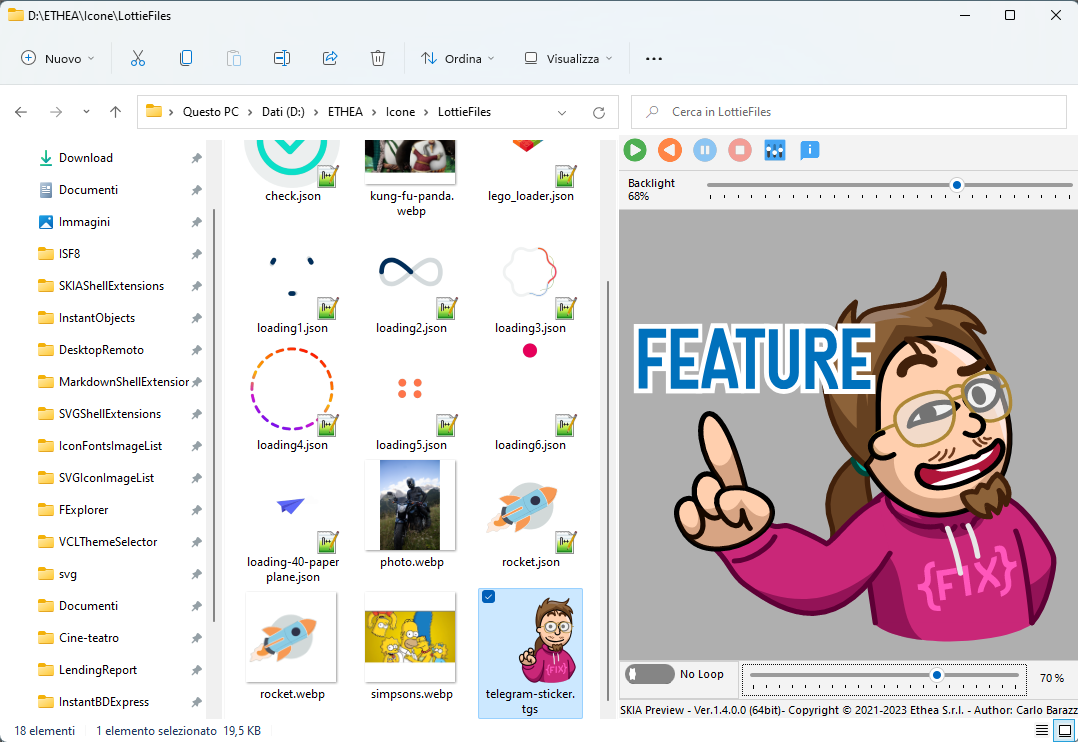 D:\ETHEA\Icone\LottieFiles
Nuovo
Ordina
Visualizza
Questo PC > Dati (D:) > ETHEA > Icone > LottieFiles
Cerca in LottieFiles
Download
Documenti
Immagini
ISF8
SKIAShellExtensions
InstantObjects
DesktopRemoto
MarkdownShellExtension
SVGShellExtensions
IconFontsImageList
SVGIconImageList
FExplorer
VCLThemeSelector
svg
Documenti
Cine-teatro
LendingReport
InstantBDExpress
check.json
kung-fu-panda.
webp
lego_loader.json
loading1.json
loading2.json
loading3.json
loading4.json
loading5.json
loading6.json
loading-40-paper
plane.json
photo.webp
rocket.json
rocket.webp
simpsons.webp
telegram-sticker.
tgs
Backlight
68%
FEATURE
{FIX}
No Loop
70 %
SKIA Preview - Ver.1.4.0.0 (64bit)- Copyright © 2021-2023 Ethea S.r.l. - Author: Carlo Barazz
18 elementi
1 elemento selezionato 19,5 KB